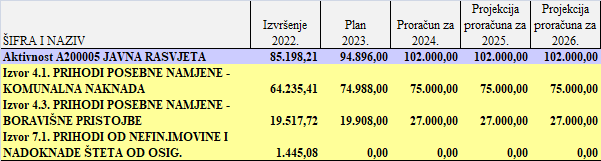 ŠIFRA I NAZIV Izvršenje 2022. Plan 2023. Proračun za 2024. Projekcija proračuna za 2025. Projekcija proračuna za 2026.
Aktivnost A200005 JAVNA RASVJETA 85.198,21 94.896,00 102.000,00 102.000,00 102.000,00
Izvor 4.1. PRIHODI POSEBNE NAMJENE -
KOMUNALNA NAKNADA 64.235,41 74.988,00 75.000,00 75.000,00 75.000,00
Izvor 4.3. PRIHODI POSEBNE NAMJENE -
BORAVIŠNE PRISTOJBE 19.517,72 19.908,00 27.000,00 27.000,00 27.000,00
Izvor 7.1. PRIHODI OD NEFIN.IMOVINE I
NADOKNADE ŠTETA OD OSIG. 1.445,08 0,00 0,00 0,00 0,00